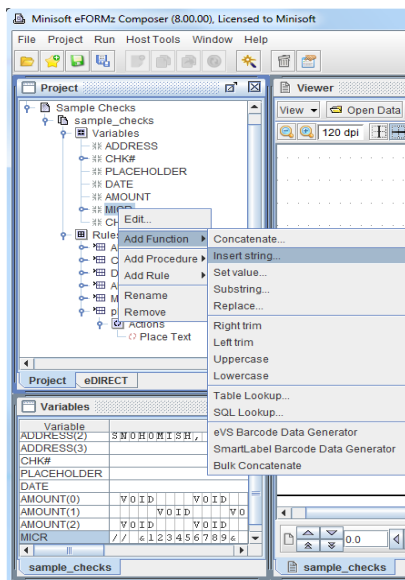 Minisoft eFORMz Composer (8.00.00), Licensed to Minisoft
File Project Run Host Tools Window Help
Project
Sample Checks
sample_checks
Variables
ADDRESS
CHK#
PLACEHOLDER
DATE
AMOUNT
MICR
Edit...
Add Function
Add Procedure
Add Rule
Rename
Remove
Concatenate...
Insert string...
Set value...
Substring...
Replace...
Right trim
Left trim
Uppercase
Lowercase
Table Lookup...
SQL Lookup...
eVS Barcode Data Generator
SmartLabel Barcode Data Generator
Bulk Concatenate
Actions
Place Text
Project eDIRECT
Viewer
View Open Data
120 dpi
Variables
Variable
ADDRESS(2) SNOHOMISH,
ADDRESS(3)
CHK#
PLACEHOLDER
DATE
AMOUNT(0) VOID VOID
AMOUNT(1) VOID VO
AMOUNT(2) VOID VOID
MICR // &123456789&
sample_checks
0.0
sample_checks